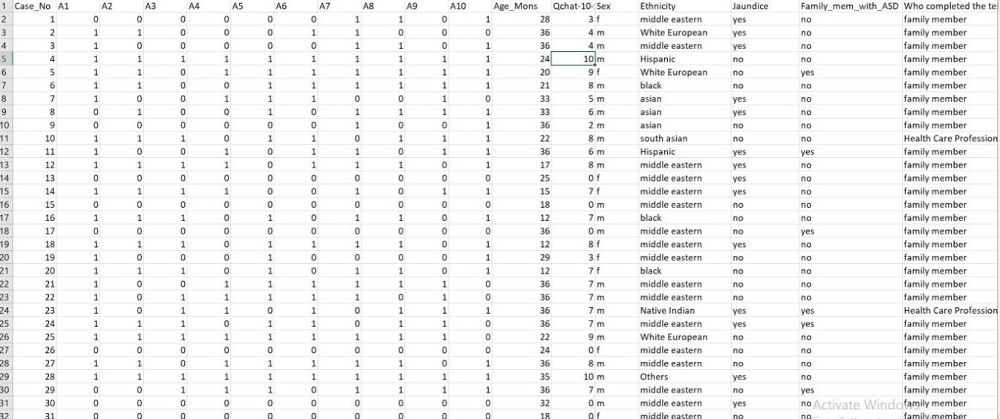 1 Case_No A1 A2 A3 A4 A5 A6 A7 A8 A9 A10 Age_Mons Qchat-10- Sex Ethnicity Jaundice Family_mem_with_ASD Who completed the te
2 1 0 0 0 0 0 0 1 1 0 1 28 3 f middle eastern yes no family member
3 2 1 1 0 0 0 1 1 0 0 0 36 4 m White European yes no family member
4 3 1 0 0 0 0 0 1 1 0 1 36 4 m middle eastern yes no family member
5 4 1 1 1 1 1 1 1 1 1 1 24 10 m Hispanic no no family member
6 5 1 1 0 1 1 1 1 1 1 1 20 9 f White European no yes family member
7 6 1 1 0 0 1 1 1 1 1 1 21 8 m black no no family member
8 7 1 0 0 1 1 1 0 0 1 0 33 5 m asian yes no family member
9 8 0 1 0 0 1 0 1 1 1 1 33 6 m asian yes no family member
10 9 0 0 0 0 0 0 1 0 0 1 36 2 m asian no no family member
11 10 1 1 1 0 1 1 0 1 1 1 22 8 m south asian no no Health Care Profession
12 11 1 0 0 1 0 1 1 0 1 1 36 6 m Hispanic yes yes family member
13 12 1 1 1 1 0 1 1 1 0 1 17 8 m middle eastern yes no family member
14 13 0 0 0 0 0 0 0 0 0 0 25 0 f middle eastern yes no family member
15 14 1 1 1 1 0 0 1 0 1 1 15 7 f middle eastern yes no family member
16 15 0 0 0 0 0 0 0 0 0 0 18 0 m middle eastern no no family member
17 16 1 1 1 0 1 0 1 1 0 1 12 7 m black no no family member
18 17 0 0 0 0 0 0 0 0 0 0 36 0 m middle eastern no yes family member
19 18 1 1 1 1 0 1 1 1 0 1 12 8 f middle eastern yes no family member
20 19 1 0 0 0 1 0 0 0 0 1 29 3 f middle eastern no no family member
21 20 1 1 1 0 1 0 1 1 0 1 12 7 f black no no family member
22 21 1 0 0 1 1 1 1 1 1 0 36 7 m middle eastern no no family member
23 22 1 0 1 1 1 1 1 0 1 0 36 7 m middle eastern no no family member
24 23 1 0 1 1 0 1 0 1 1 1 36 7 m Native Indian yes yes Health Care Profession
25 24 1 1 1 0 1 1 0 1 1 0 36 7 m middle eastern yes yes family member
26 25 1 1 1 1 1 1 1 1 1 0 22 9 m White European no no family member
27 26 0 0 0 0 0 0 0 0 0 0 24 0 f middle eastern no no family member
28 27 1 1 0 1 1 1 1 1 0 1 36 8 m middle eastern no no family member
29 28 1 1 1 1 1 1 1 1 1 1 35 10 m Others yes no family member
30 29 0 0 1 1 1 0 1 1 1 1 36 7 m middle eastern no yes family member
31 30 0 0 0 0 0 0 0 0 0 0 32 0 m middle eastern yes no family member
Activate Windows
32 31 0 0 0 0 0 0 0 0 0 0 18 0 f middle eastern no no family member